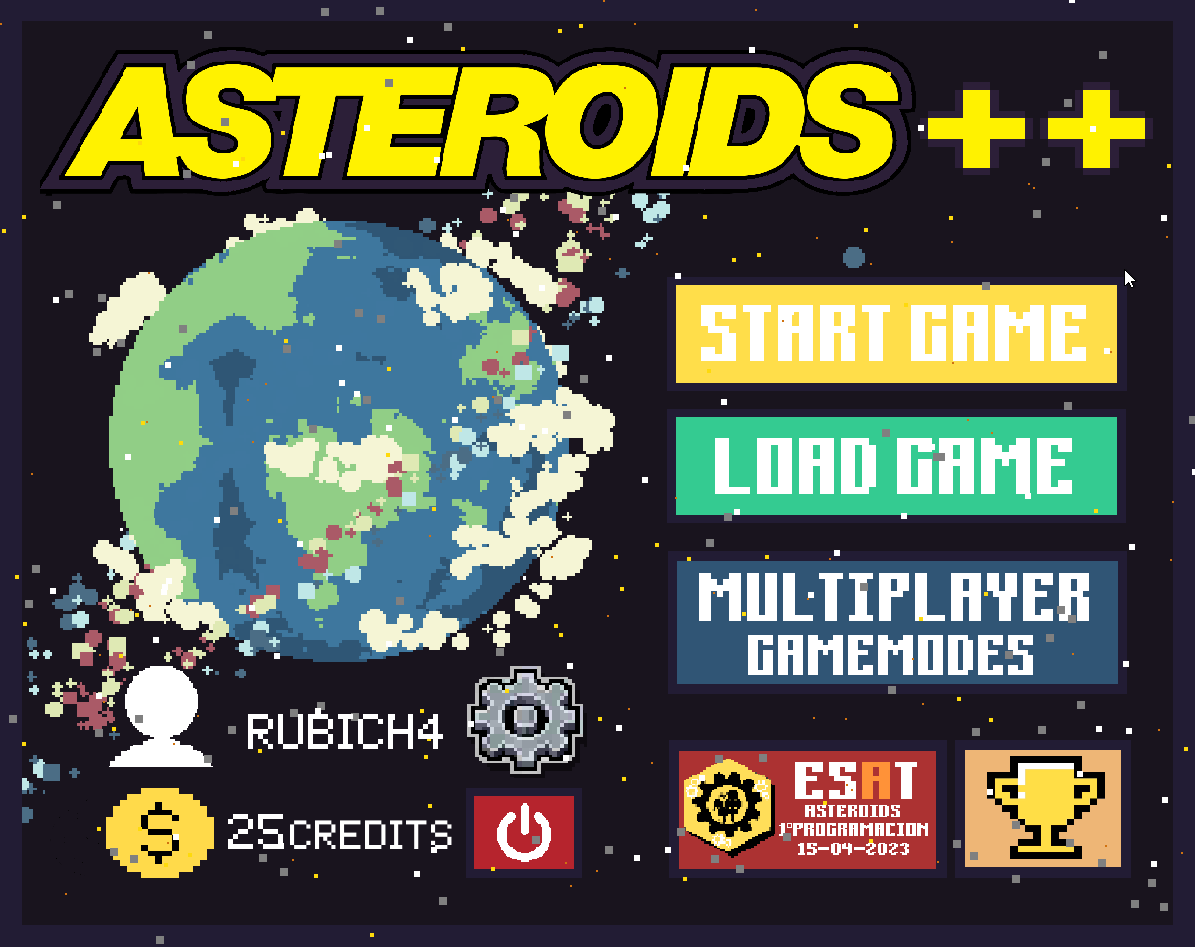 ASTEROIDS ++
START GAME
LOAD GAME
MULTIPLAYER
GAMEMODES
RUBICH4
25CREDITS
ESAT
ASTEROIDS
1ºPROGRAMACION
15-04-2023